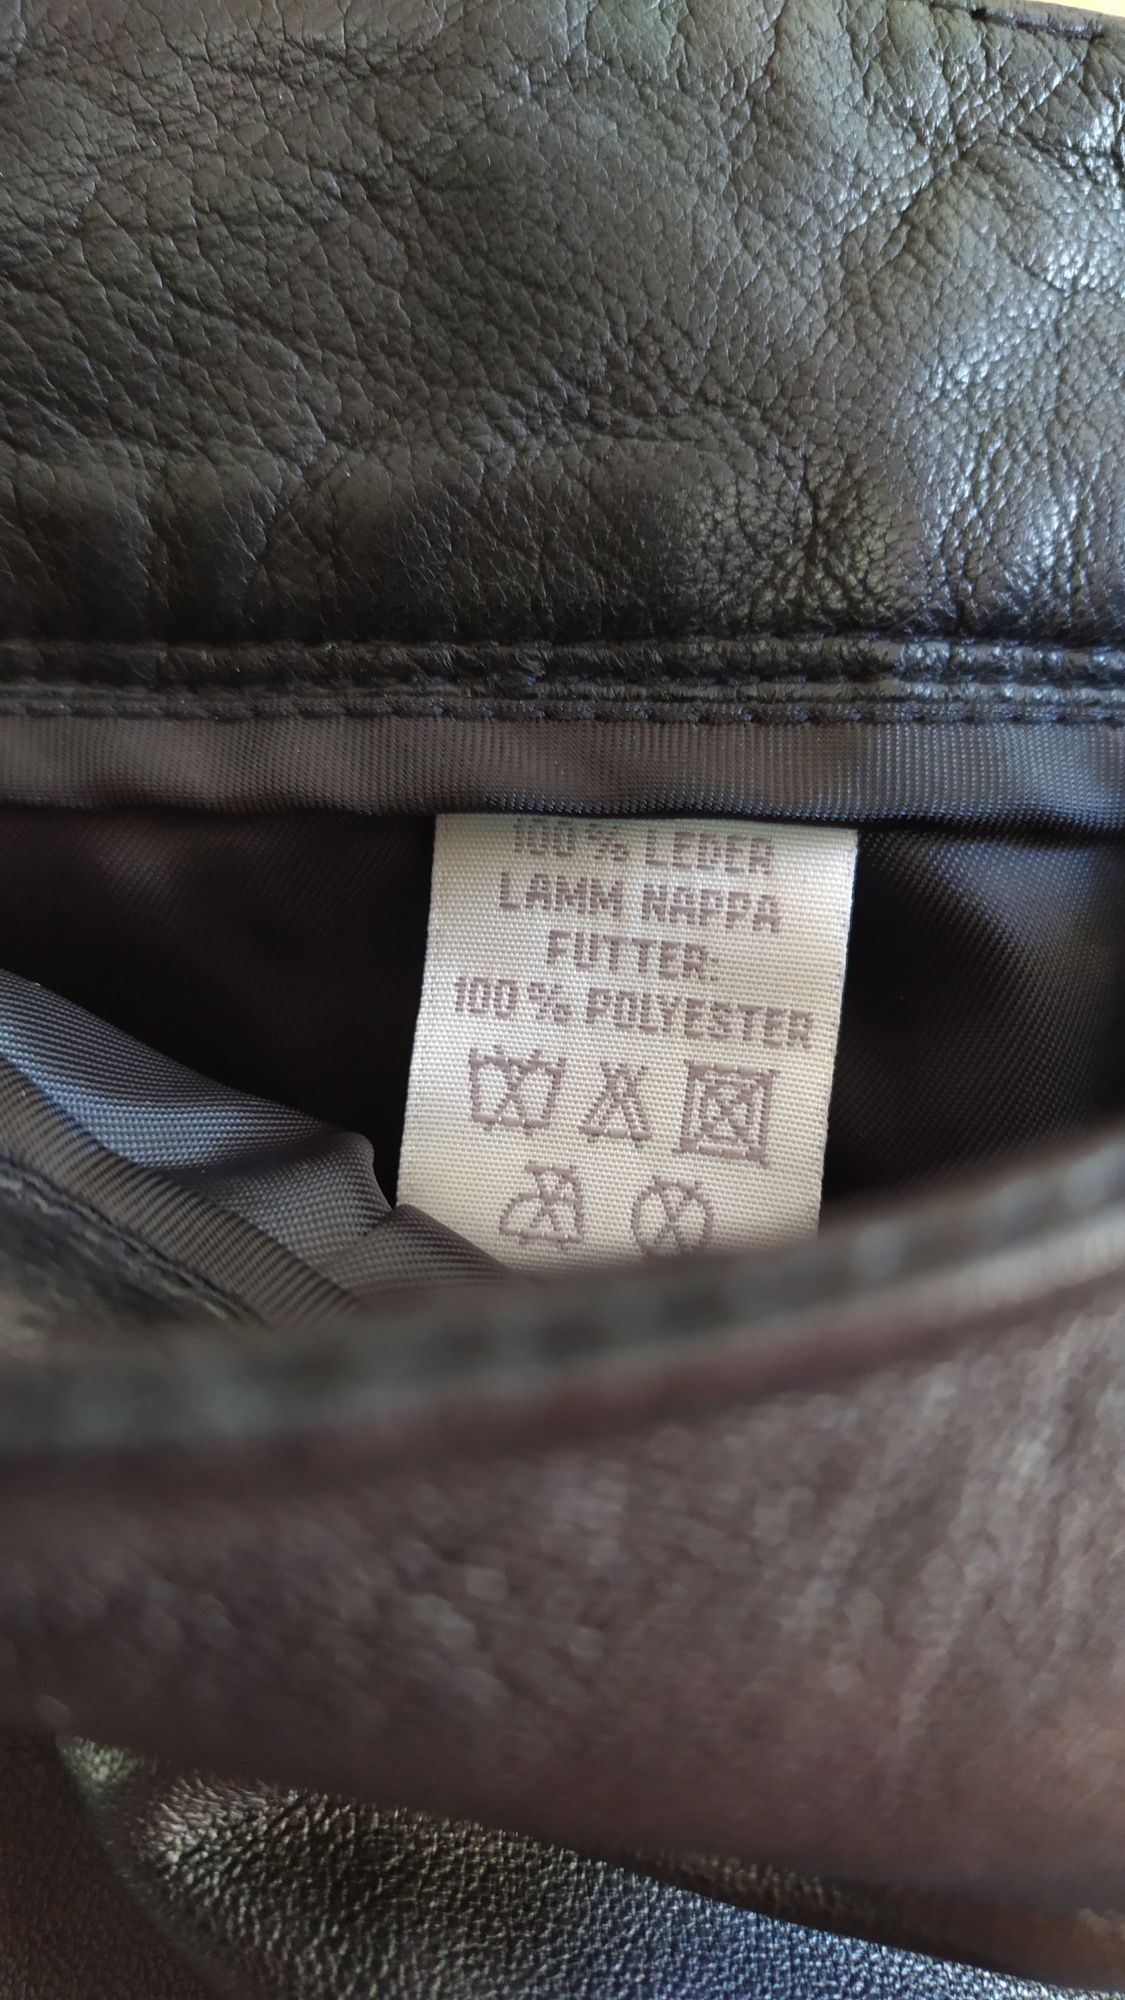 100% LEDER
LAMM NAPPA
FUTTER:
100% POLYESTER